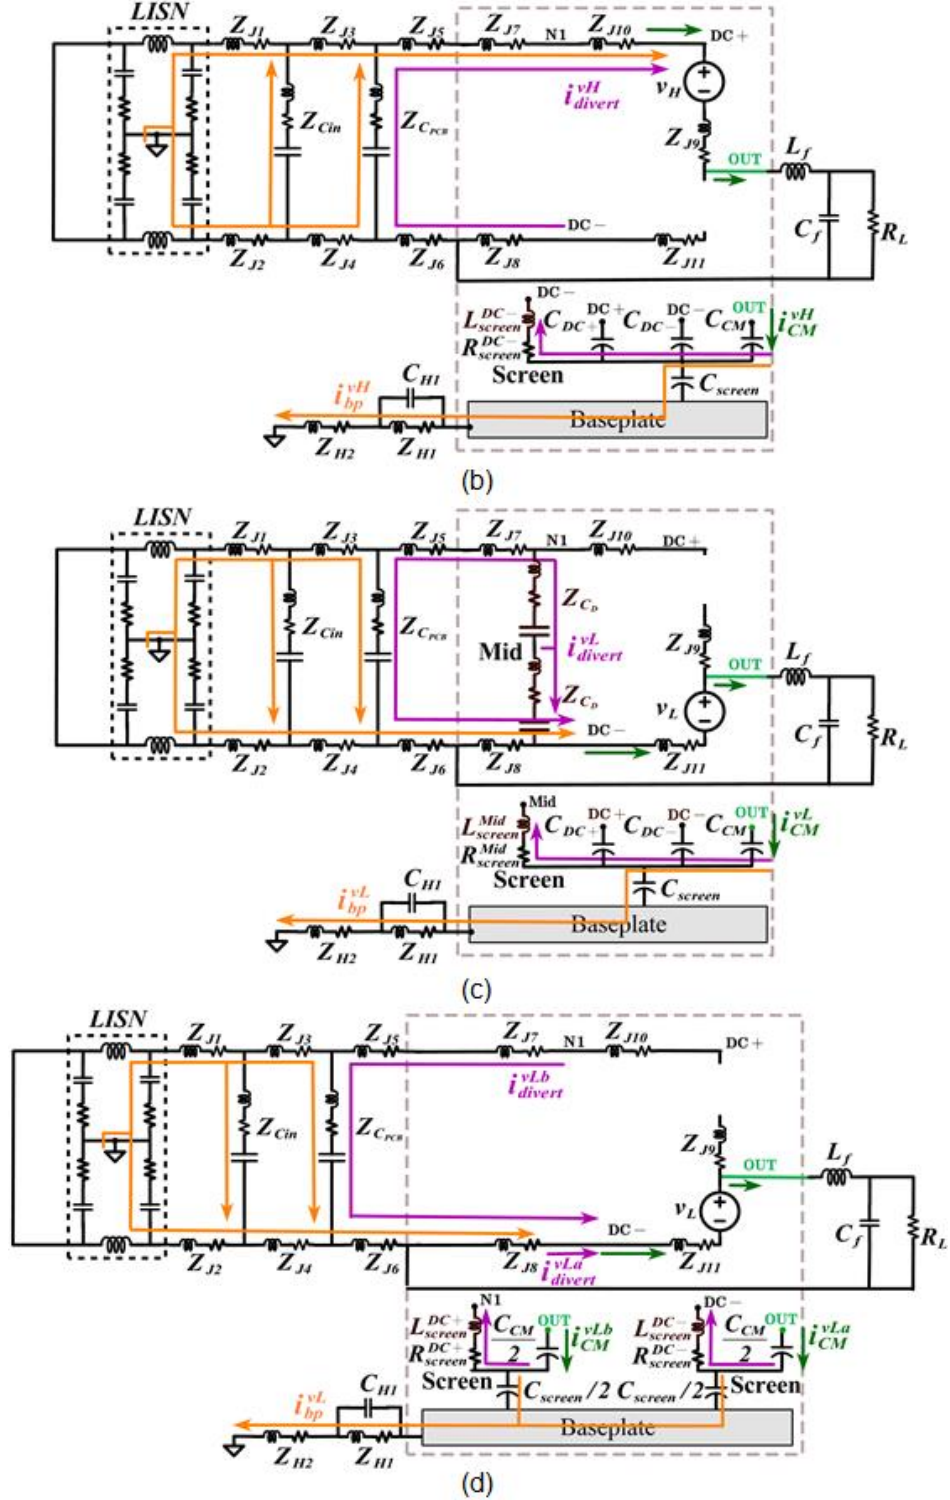 LISN
Z_J1 Z_J3 Z_J5 Z_J7 N1 Z_J10 DC+
i_divert^vH v_H
Z_Cin Z_C_PCB Z_J9 OUT L_f
DC− C_f R_L
Z_J2 Z_J4 Z_J6 Z_J8 Z_J11
DC− DC+ DC− OUT
L_screen^DC− C_DC+ C_DC− C_CM i_CM^vH
R_screen^DC−
Screen C_screen
i_bp^vH C_H1
Baseplate
Z_H2 Z_H1
(b)
LISN
Z_J1 Z_J3 Z_J5 Z_J7 N1 Z_J10 DC+
Z_C_D
Z_Cin Z_C_PCB Mid i_divert^vL Z_J9 OUT L_f
Z_C_D v_L
DC− C_f R_L
Z_J2 Z_J4 Z_J6 Z_J8 Z_J11
Mid DC+ DC− OUT
L_screen^Mid C_DC+ C_DC− C_CM i_CM^vL
R_screen^Mid
Screen C_screen
i_bp^vL C_H1
Baseplate
Z_H2 Z_H1
(c)
LISN
Z_J1 Z_J3 Z_J5 Z_J7 N1 Z_J10 DC+
i_divert^vLb
Z_Cin Z_C_PCB Z_J9 OUT L_f
v_L
DC− C_f R_L
Z_J2 Z_J4 Z_J6 Z_J8 i_divert^vLa Z_J11
N1 OUT DC− OUT
L_screen^DC+ C_CM/2 i_CM^vLb L_screen^DC− C_CM/2 i_CM^vLa
R_screen^DC+ R_screen^DC−
Screen C_screen/2 C_screen/2 Screen
i_bp^vL C_H1
Baseplate
Z_H2 Z_H1
(d)